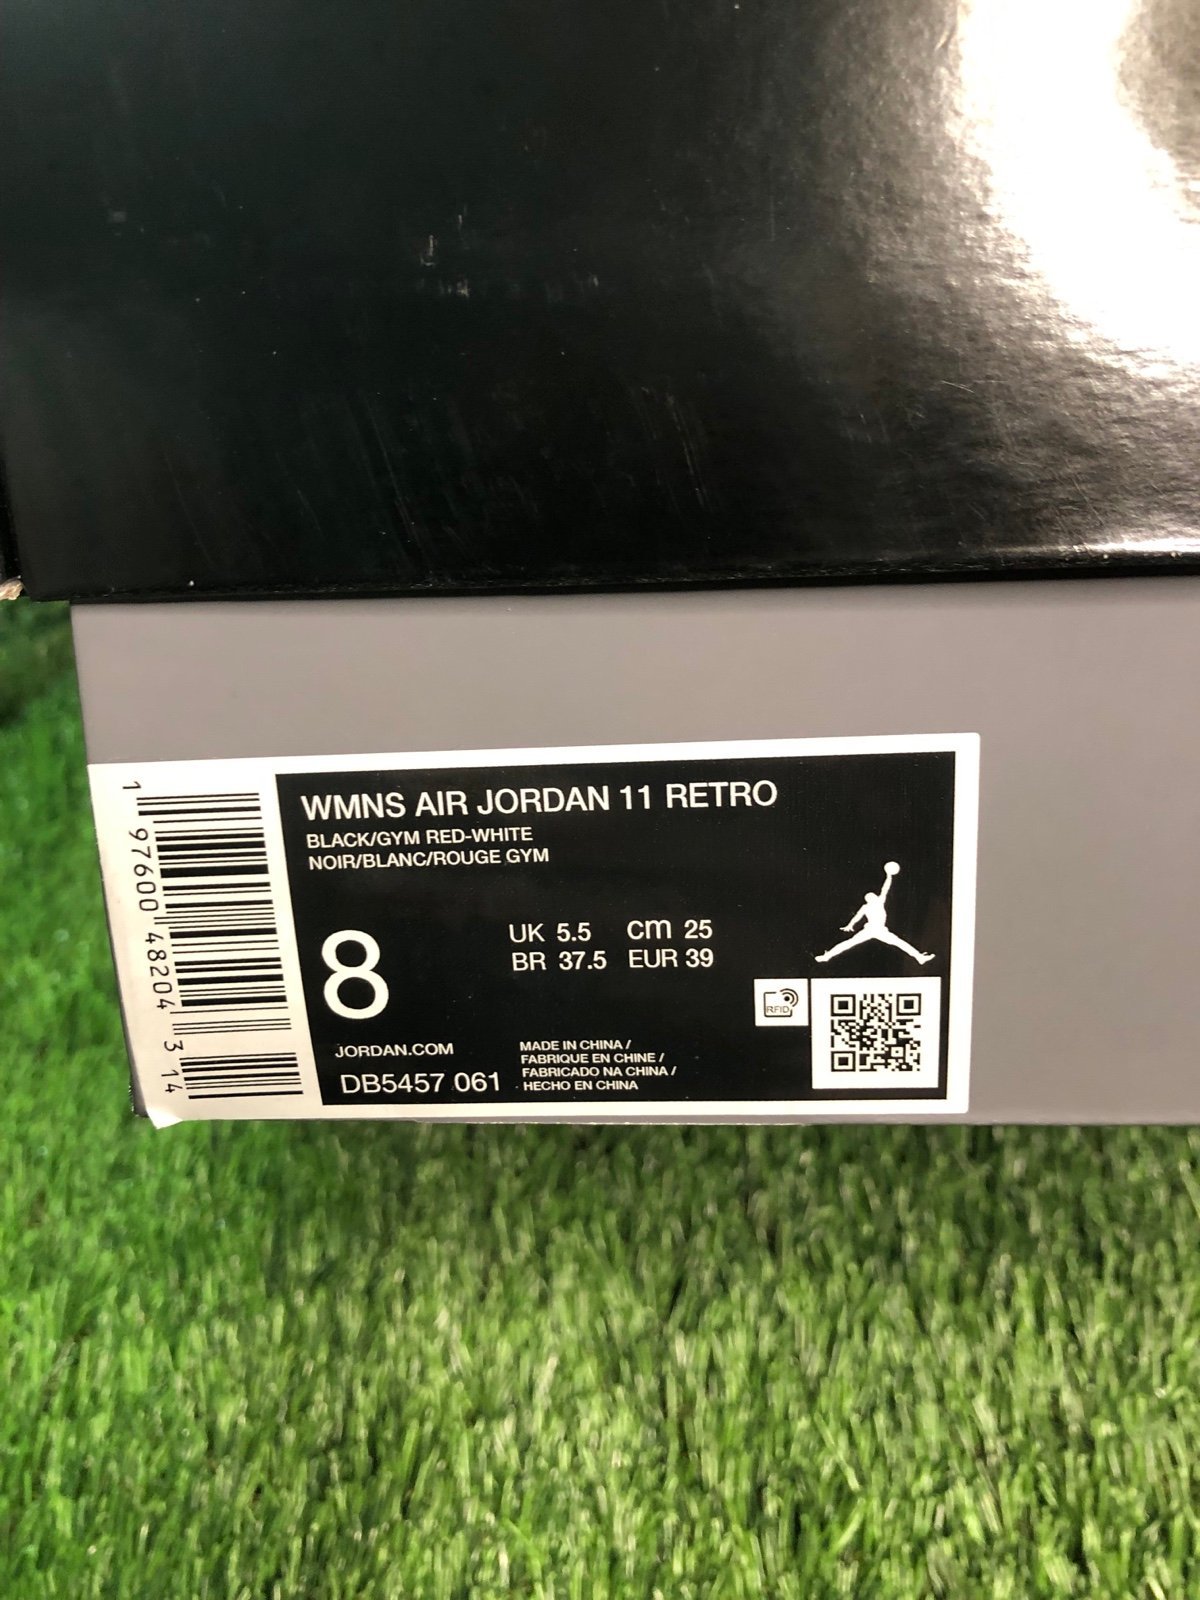 WMNS AIR JORDAN 11 RETRO
BLACK/GYM RED-WHITE
NOIR/BLANC/ROUGE GYM
8
UK 5.5 cm 25
BR 37.5 EUR 39
RFID
JORDAN.COM
DB5457 061
MADE IN CHINA /
FABRIQUE EN CHINE /
FABRICADO NA CHINA /
HECHO EN CHINA
1 97600 48204 3 14